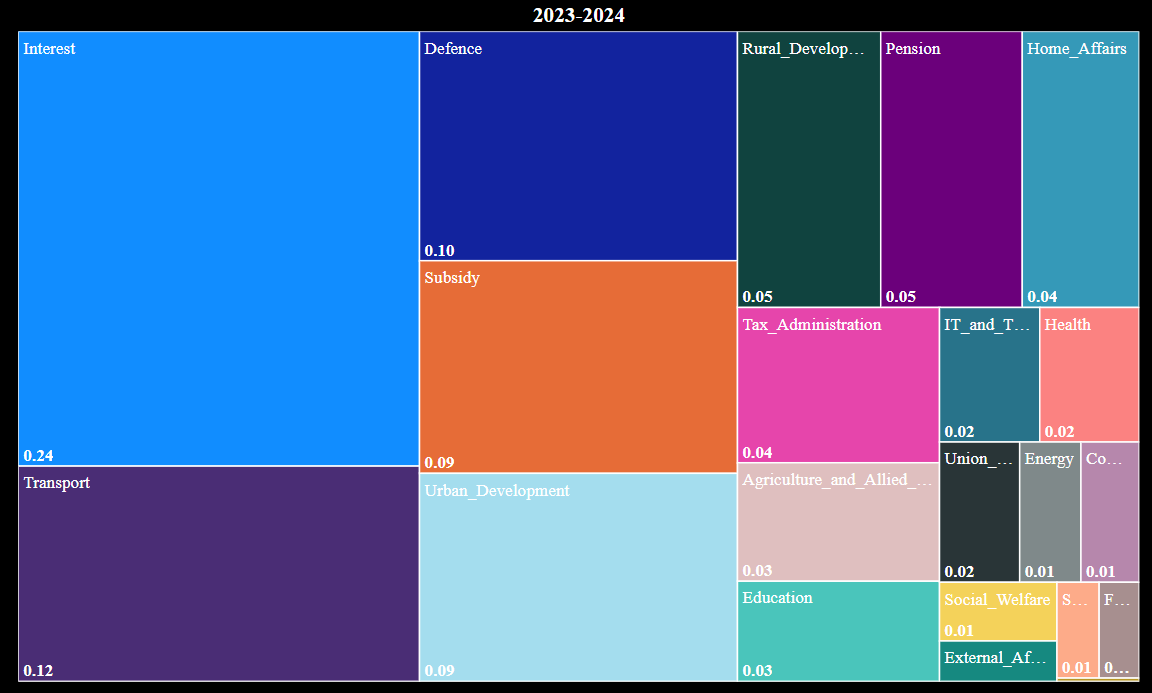 2023-2024
Interest
0.24
Transport
0.12
Defence
0.10
Subsidy
0.09
Urban_Development
0.09
Rural_Develop…
0.05
Pension
0.05
Home_Affairs
0.04
Tax_Administration
0.04
Agriculture_and_Allied_…
0.03
Education
0.03
IT_and_T…
0.02
Health
0.02
Union_…
0.02
Energy
0.01
Co…
0.01
Social_Welfare
0.01
External_Af…
S…
0.01
F…
0…